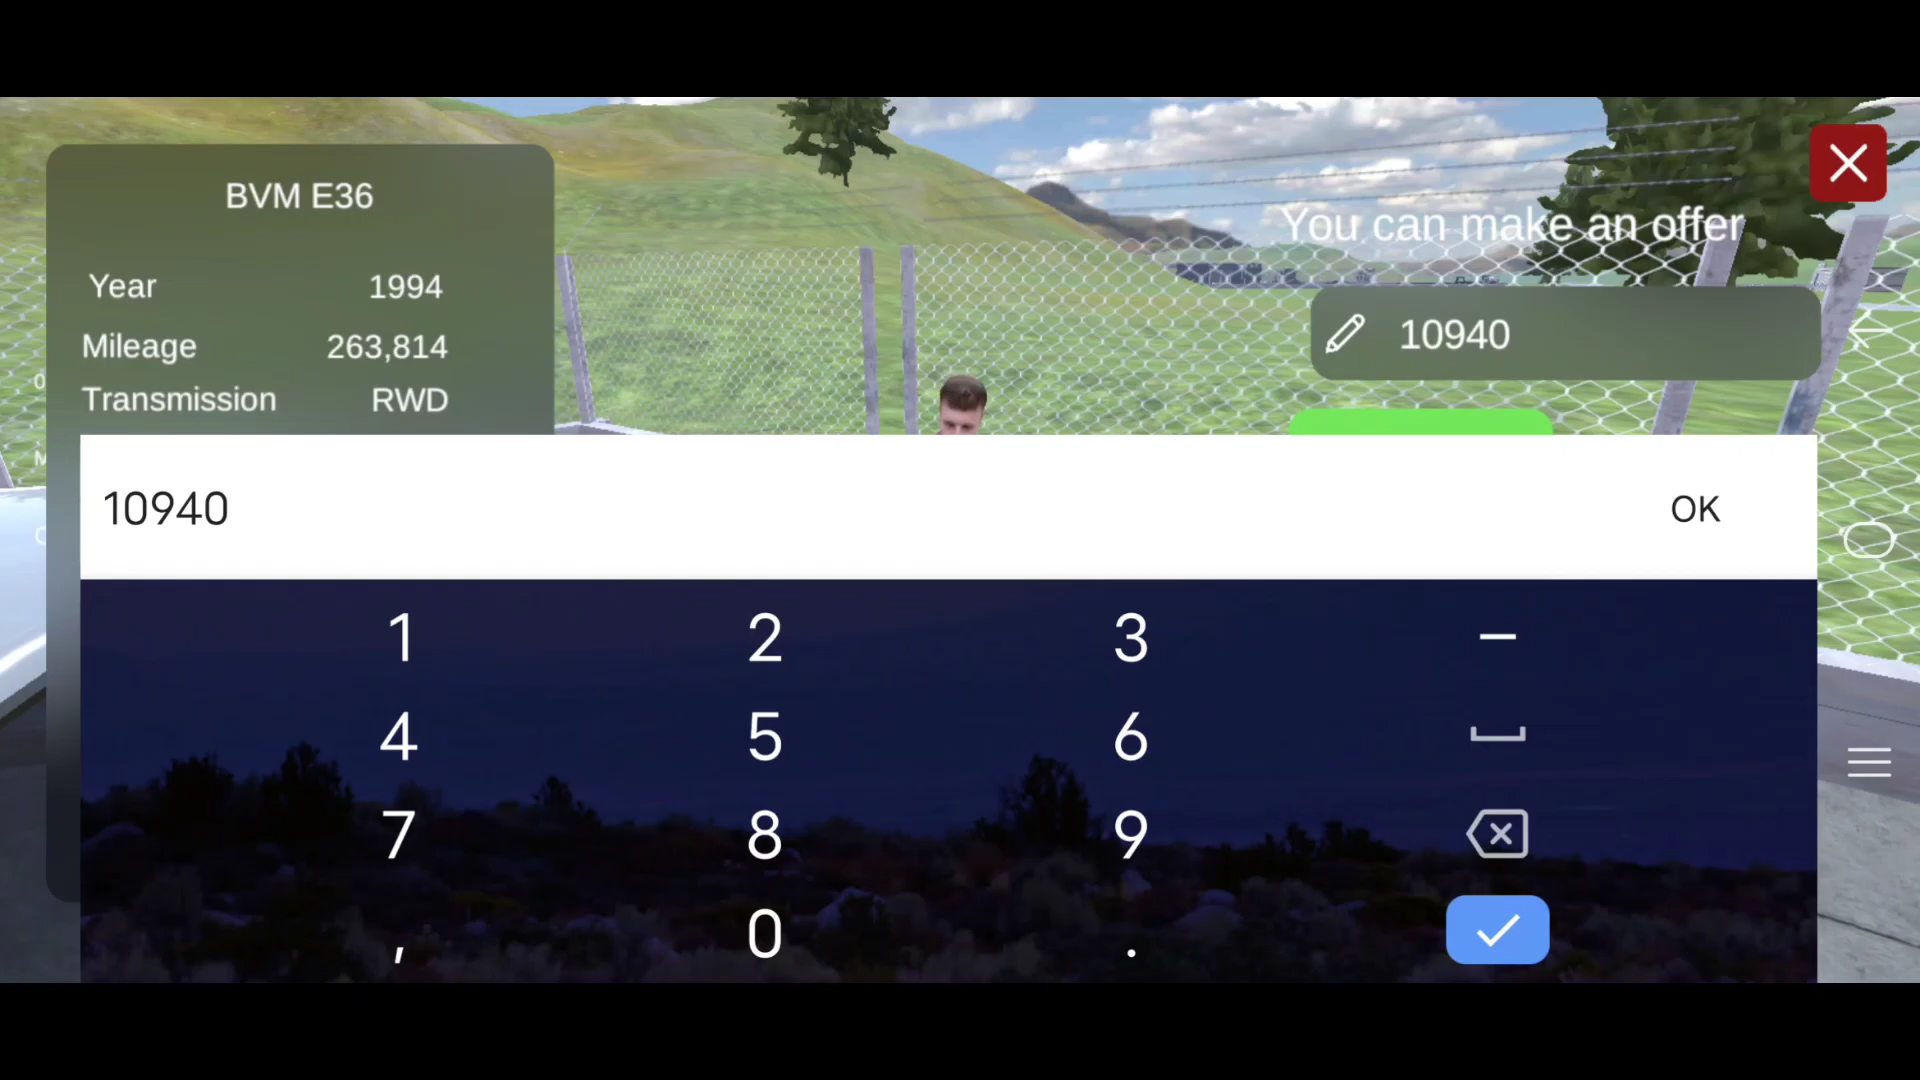 BVM E36
You can make an offer
Year 1994
10940
Mileage 263,814
Transmission RWD
10940 OK
1 2 3 –
4 5 6
7 8 9
, 0 .